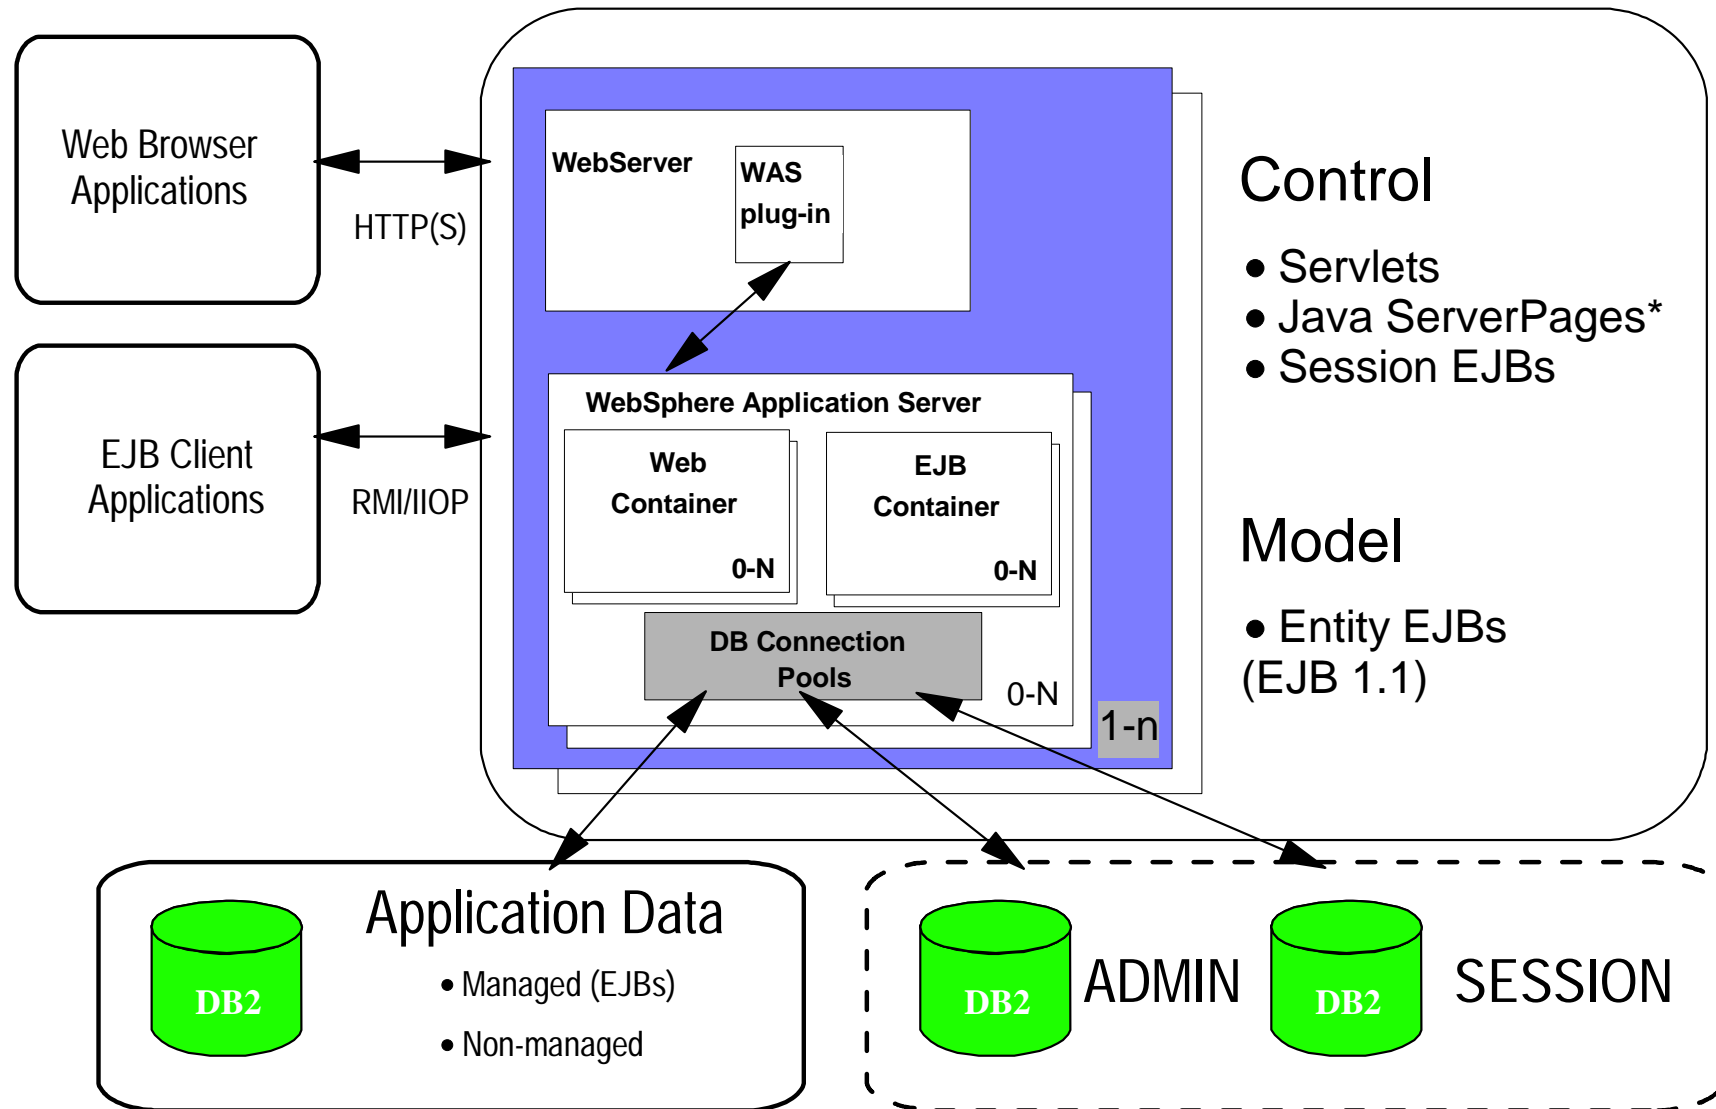 Web Browser
Applications
HTTP(S)
EJB Client
Applications
RMI/IIOP
WebServer
WAS
plug-in
WebSphere Application Server
Web
Container
0-N
EJB
Container
0-N
DB Connection
Pools
0-N
1-n
Control
• Servlets
• Java ServerPages*
• Session EJBs
Model
• Entity EJBs
(EJB 1.1)
DB2
Application Data
• Managed (EJBs)
• Non-managed
DB2
ADMIN
DB2
SESSION